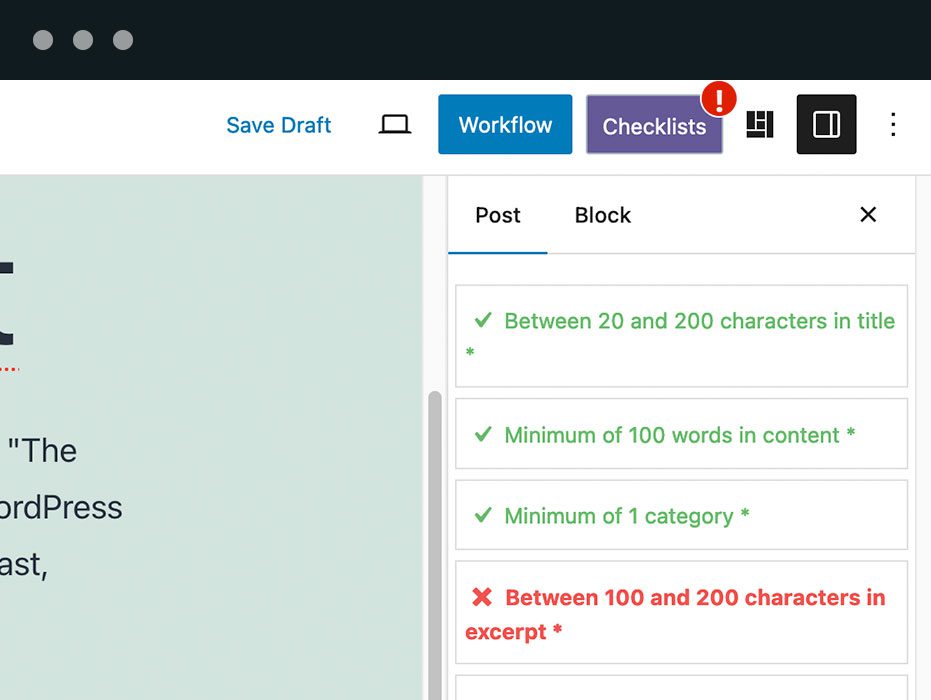 Save Draft
Workflow
Checklists
!
Post
Block
Between 20 and 200 characters in title
*
Minimum of 100 words in content *
Minimum of 1 category *
Between 100 and 200 characters in
excerpt *
t
"The
ordPress
ast,